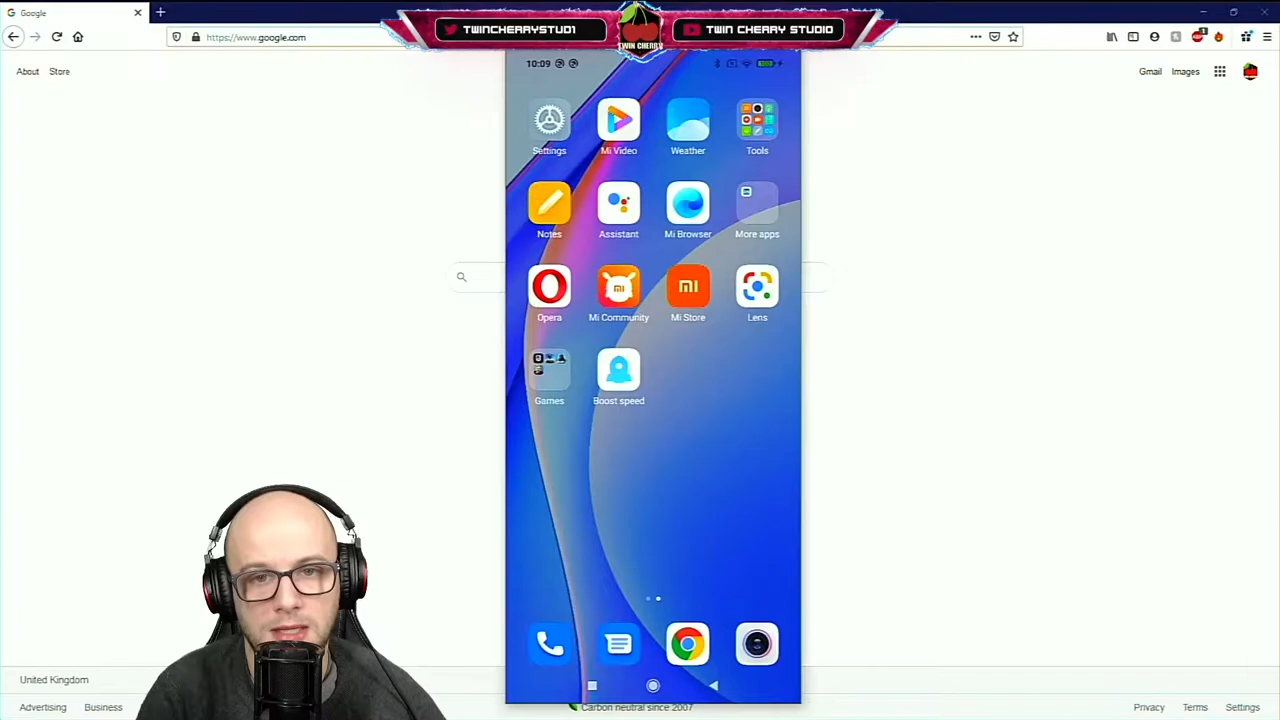 Google
TWINCHERRYSTUD1
TWIN CHERRY
TWIN CHERRY STUDIO
https://www.google.com
About
Store
Gmail
Images
10:09
Settings
Mi Video
Weather
Tools
Notes
Assistant
Mi Browser
More apps
Opera
Mi Community
Mi Store
Lens
Games
Boost speed
United Kingdom
Advertising
Business
Carbon neutral since 2007
Privacy
Terms
Settings